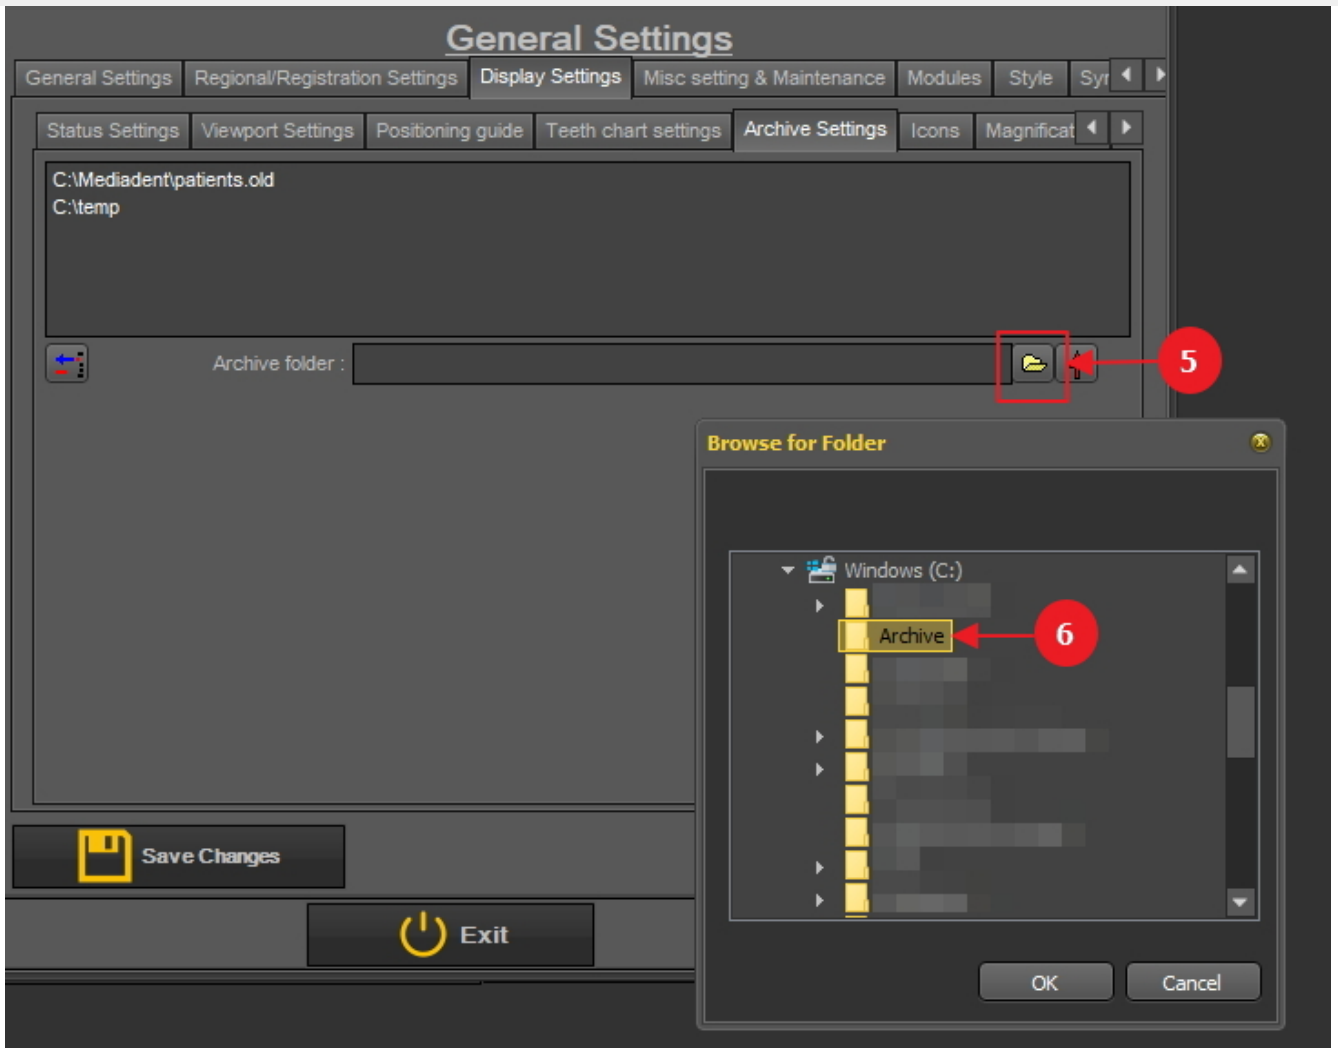 General Settings
General Settings Regional/Registration Settings Display Settings Misc setting & Maintenance Modules Style Syr
Status Settings Viewport Settings Positioning guide Teeth chart settings Archive Settings Icons Magnificat
C:\Mediadent\patients.old
C:\temp
Archive folder :
5
Browse for Folder
Windows (C:)
Archive
6
Save Changes
Exit
OK Cancel